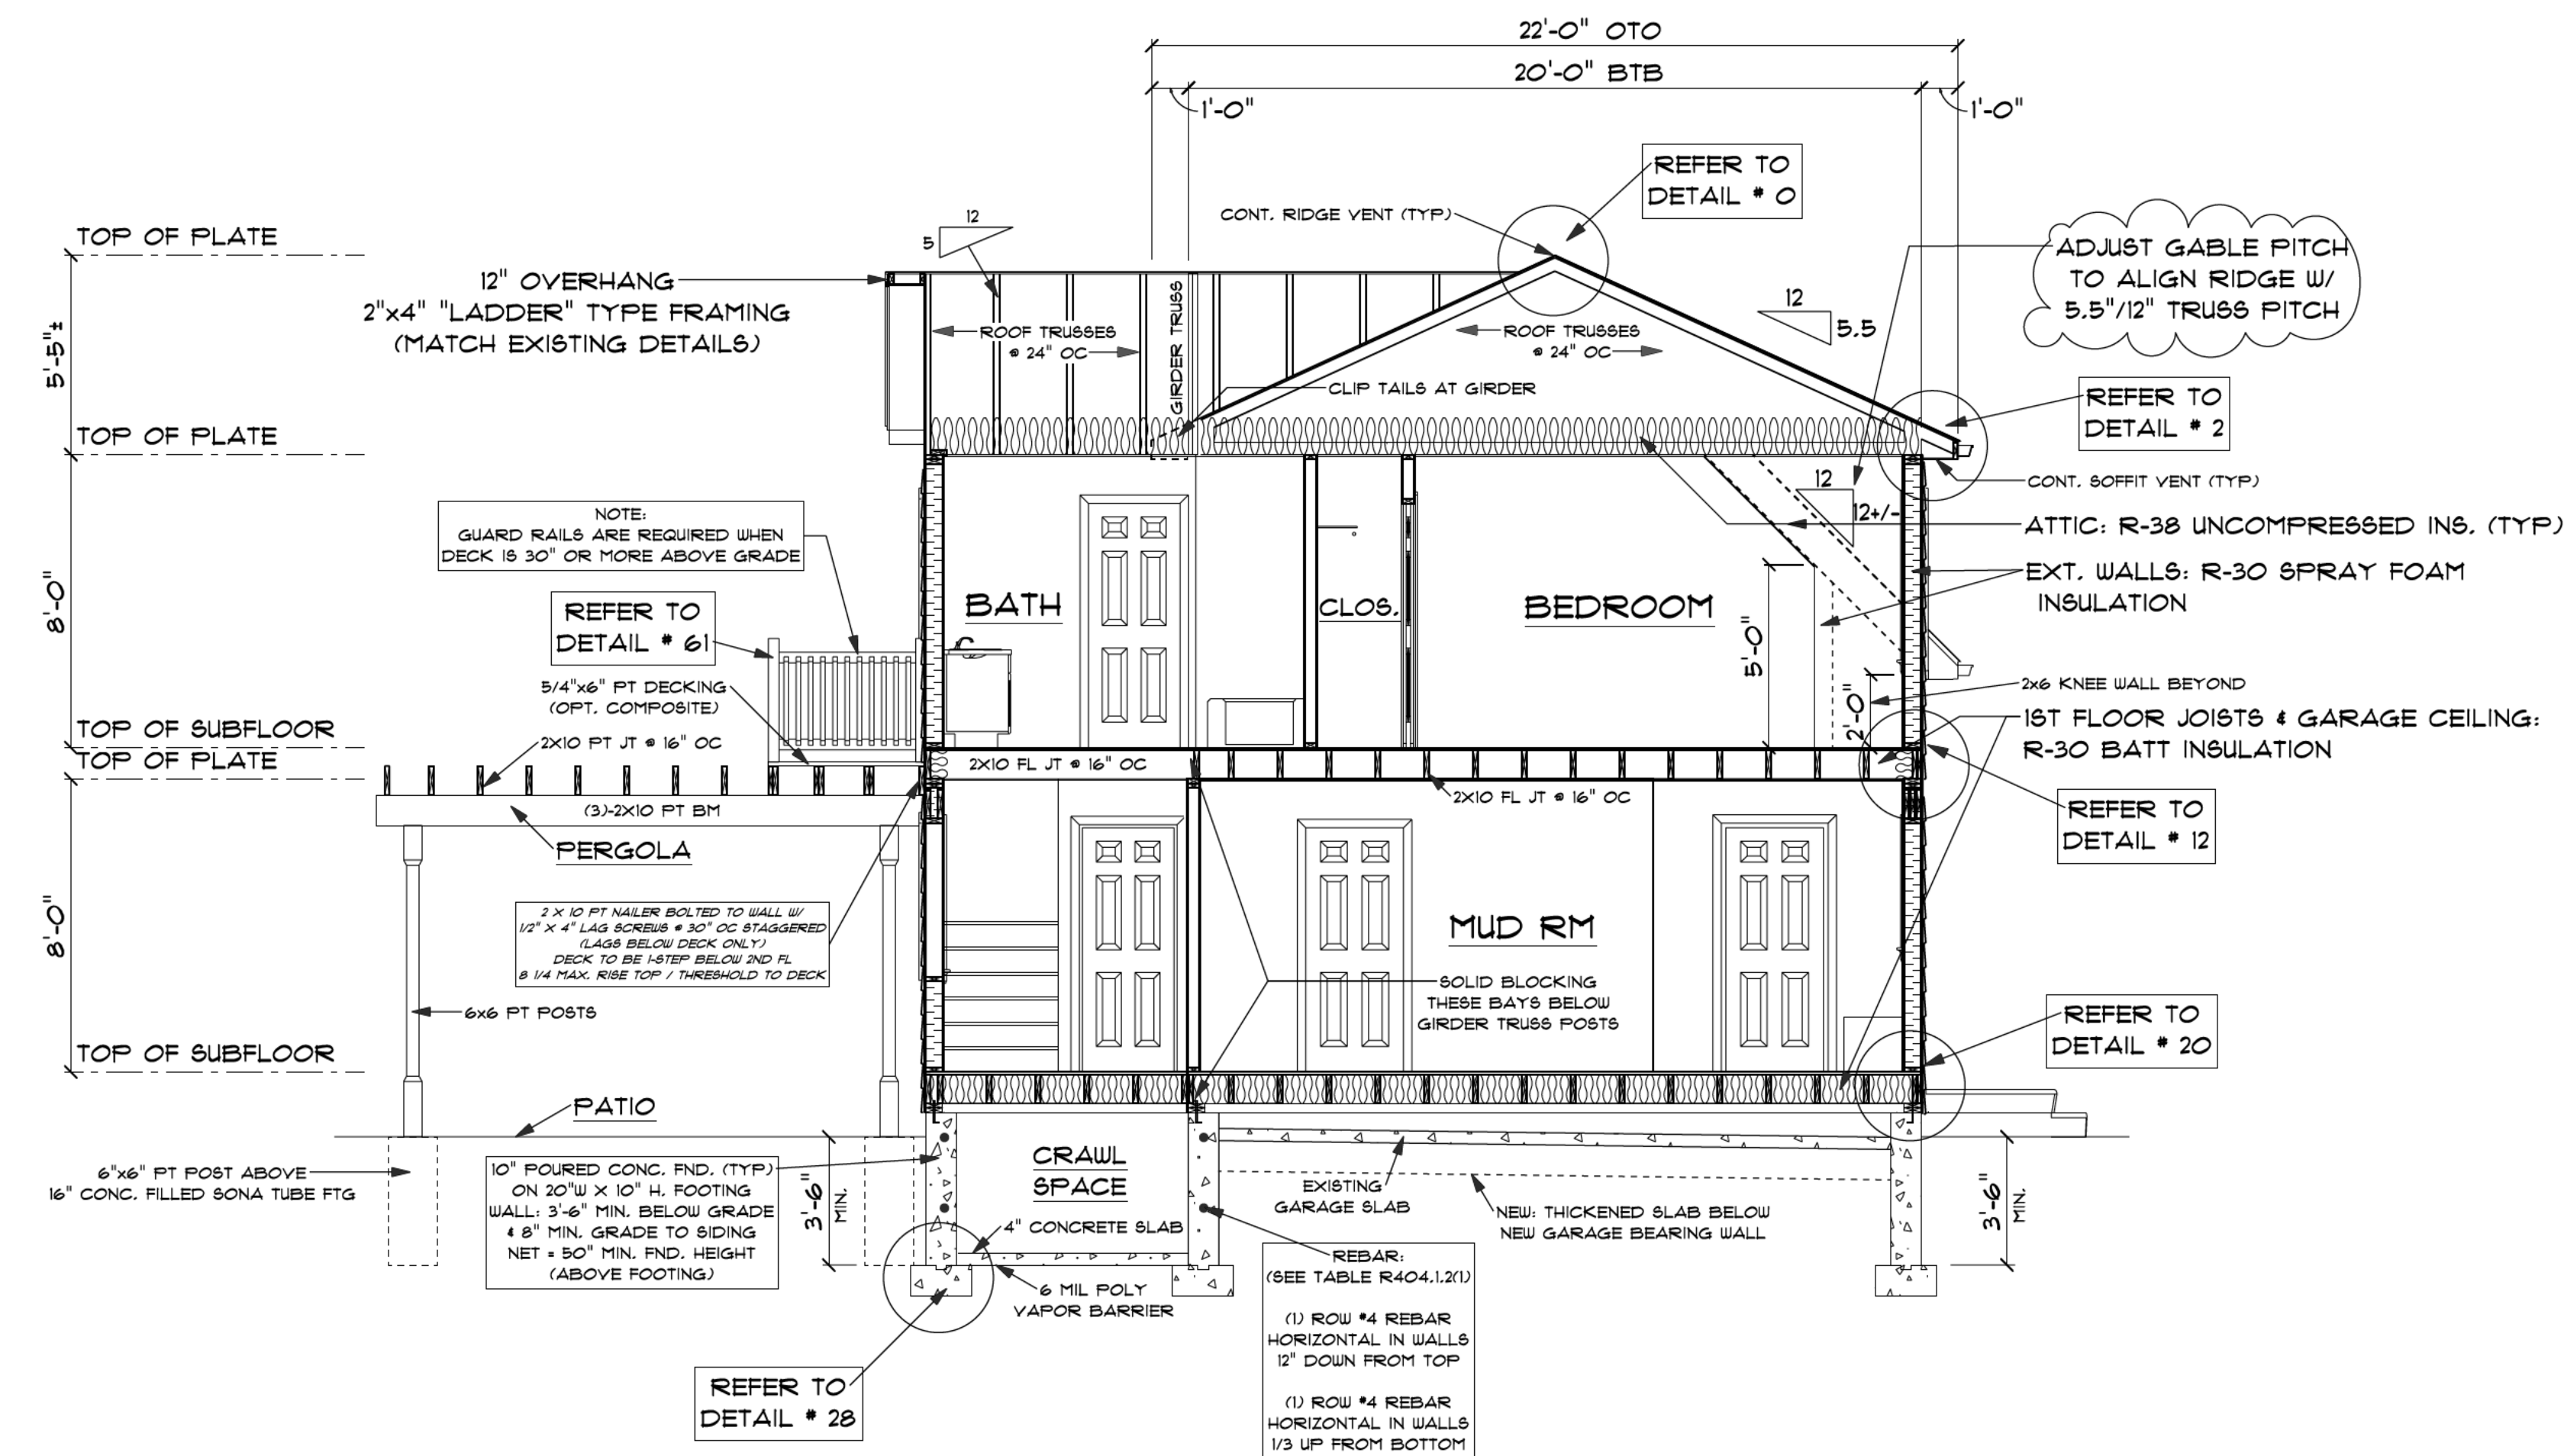 22'-0" OTO
20'-0" BTB
1'-0"
1'-0"
REFER TO
DETAIL # 0
CONT. RIDGE VENT (TYP)
12
5
TOP OF PLATE
12" OVERHANG
2"x4" "LADDER" TYPE FRAMING
(MATCH EXISTING DETAILS)
ADJUST GABLE PITCH
TO ALIGN RIDGE W/
5.5"/12" TRUSS PITCH
12
5.5
ROOF TRUSSES
@ 24" OC
GIRDER TRUSS
ROOF TRUSSES
@ 24" OC
5'-5"±
CLIP TAILS AT GIRDER
REFER TO
DETAIL # 2
TOP OF PLATE
CONT. SOFFIT VENT (TYP)
12
12+/-
ATTIC: R-38 UNCOMPRESSED INS. (TYP)
NOTE:
GUARD RAILS ARE REQUIRED WHEN
DECK IS 30" OR MORE ABOVE GRADE
EXT. WALLS: R-30 SPRAY FOAM
INSULATION
8'-0"
REFER TO
DETAIL # 61
BATH
CLOS.
BEDROOM
5'-0"
2'-0"
5/4"x6" PT DECKING
(OPT. COMPOSITE)
2x6 KNEE WALL BEYOND
TOP OF SUBFLOOR
TOP OF PLATE
2X10 PT JT @ 16" OC
1ST FLOOR JOISTS & GARAGE CEILING:
R-30 BATT INSULATION
2X10 FL JT @ 16" OC
2X10 FL JT @ 16" OC
(3)-2X10 PT BM
PERGOLA
REFER TO
DETAIL # 12
8'-0"
2 X 10 PT NAILER BOLTED TO WALL W/
1/2" X 4" LAG SCREWS @ 30" OC STAGGERED
(LAGS BELOW DECK ONLY)
DECK TO BE 1-STEP BELOW 2ND FL
8 1/4 MAX. RISE TOP / THRESHOLD TO DECK
MUD RM
SOLID BLOCKING
THESE BAYS BELOW
GIRDER TRUSS POSTS
6x6 PT POSTS
REFER TO
DETAIL # 20
TOP OF SUBFLOOR
PATIO
6"x6" PT POST ABOVE
16" CONC. FILLED SONA TUBE FTG
10" POURED CONC. FND. (TYP)
ON 20"W X 10" H. FOOTING
WALL: 3'-6" MIN. BELOW GRADE
& 8" MIN. GRADE TO SIDING
NET = 50" MIN. FND. HEIGHT
(ABOVE FOOTING)
3'-6"
MIN.
CRAWL
SPACE
4" CONCRETE SLAB
EXISTING
GARAGE SLAB
NEW: THICKENED SLAB BELOW
NEW GARAGE BEARING WALL
3'-6"
MIN.
6 MIL POLY
VAPOR BARRIER
REBAR:
(SEE TABLE R404.1.2(1)
(1) ROW #4 REBAR
HORIZONTAL IN WALLS
12" DOWN FROM TOP
(1) ROW #4 REBAR
HORIZONTAL IN WALLS
1/3 UP FROM BOTTOM
REFER TO
DETAIL # 28